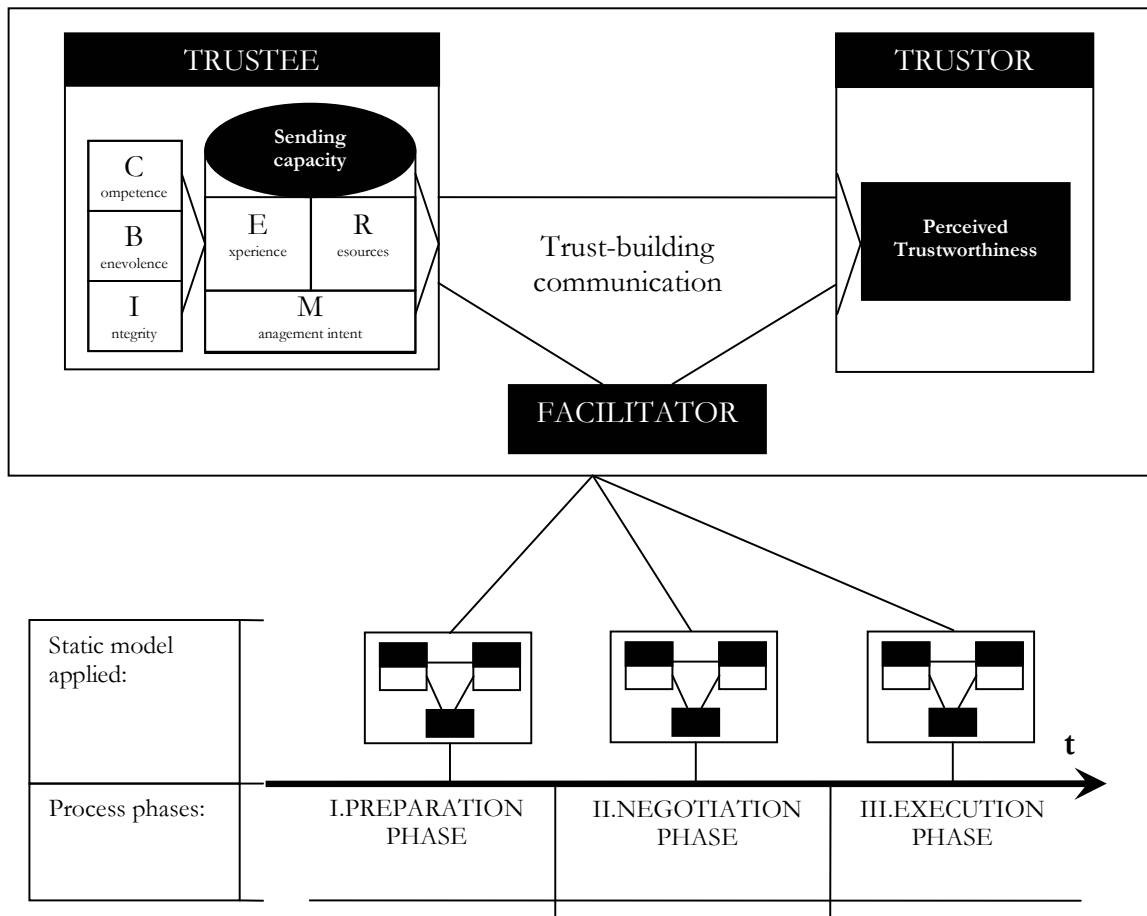 TRUSTEE
TRUSTOR
Sending
capacity
C
ompetence
B
enevolence
I
ntegrity
E
xperience
R
esources
M
anagement intent
Trust-building
communication
Perceived
Trustworthiness
FACILITATOR
Static model
applied:
t
Process phases:
I.PREPARATION
PHASE
II.NEGOTIATION
PHASE
III.EXECUTION
PHASE